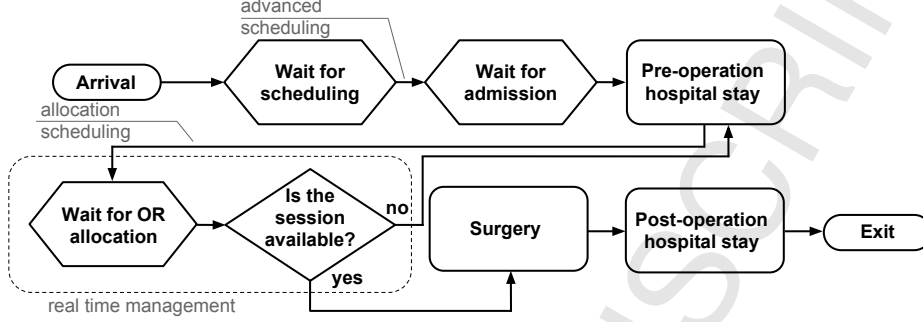 advanced
scheduling
Arrival
Wait for
scheduling
Wait for
admission
Pre-operation
hospital stay
allocation
scheduling
Wait for OR
allocation
Is the
session
available?
no
yes
Surgery
Post-operation
hospital stay
Exit
real time management